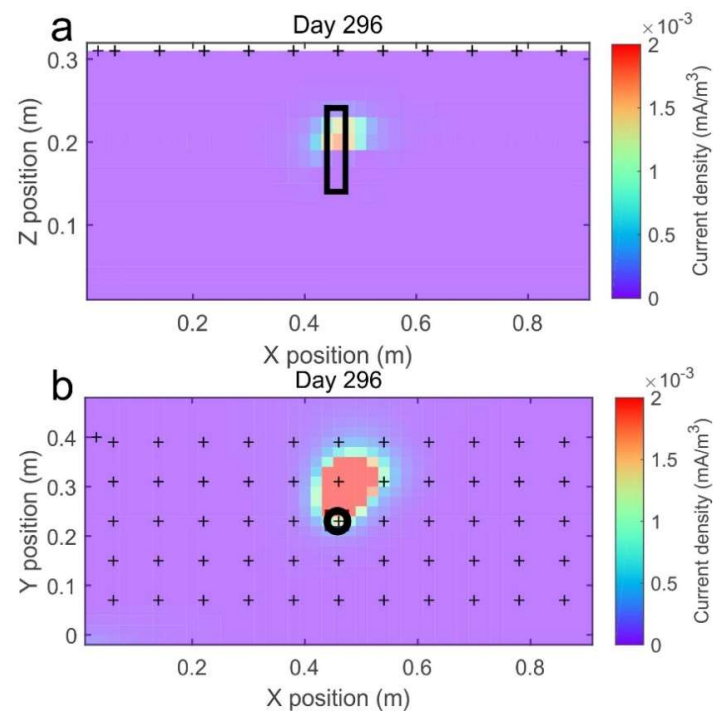 a
Day 296
Z position (m)
0.3
0.2
0.1
0.2
0.4
0.6
0.8
X position (m)
×10⁻³
2
1.5
1
0.5
0
Current density (mA/m³)
b
Day 296
Y position (m)
0.4
0.3
0.2
0.1
0
0.2
0.4
0.6
0.8
X position (m)
×10⁻³
2
1.5
1
0.5
0
Current density (mA/m³)